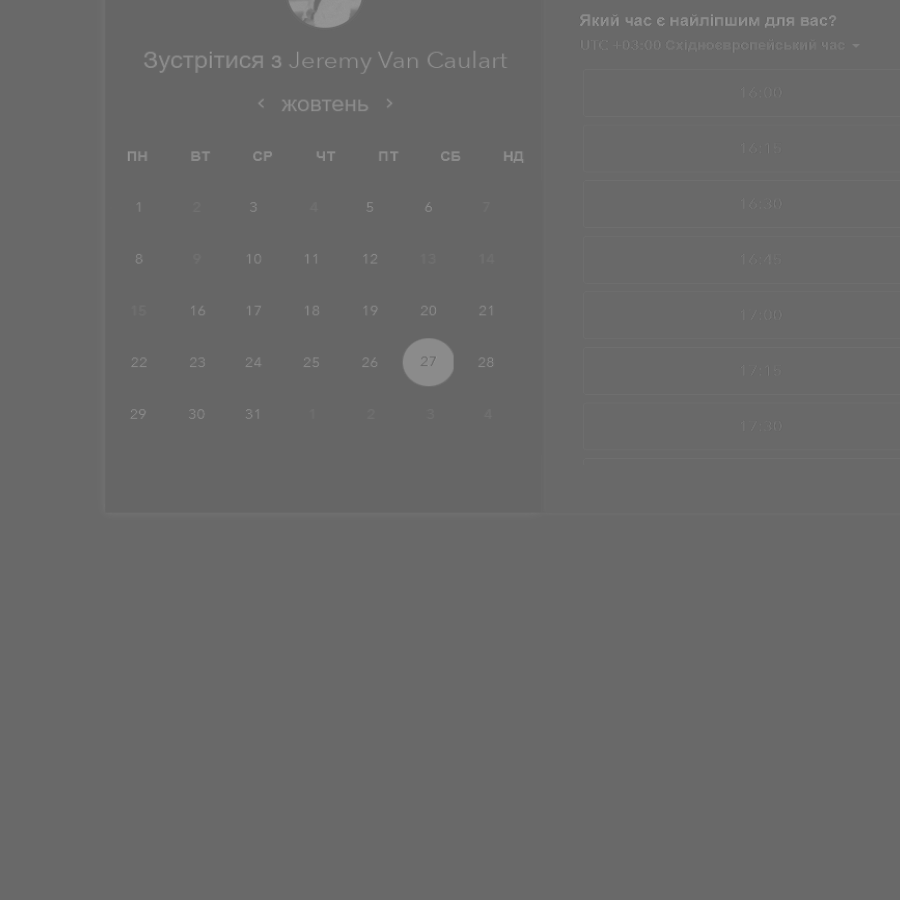 Зустрітися з Jeremy Van Caulart
жовтень
ПН ВТ СР ЧТ ПТ СБ НД
1 2 3 4 5 6 7
8 9 10 11 12 13 14
15 16 17 18 19 20 21
22 23 24 25 26 27 28
29 30 31 1 2 3 4
Який час є найліпшим для вас?
UTC +03:00 Східноєвропейський час
16:00
16:15
16:30
16:45
17:00
17:15
17:30